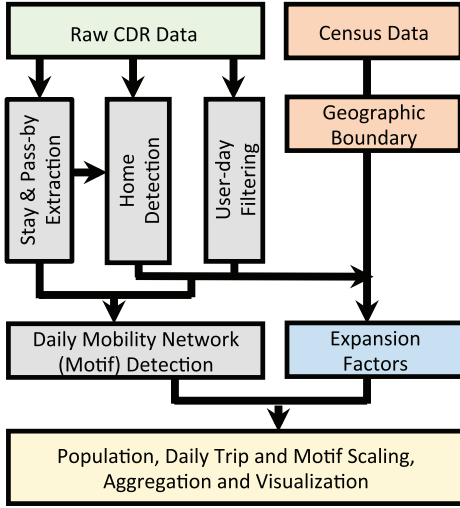 Raw CDR Data
Census Data
Geographic
Boundary
Stay & Pass-by
Extraction
Home
Detection
User-day
Filtering
Daily Mobility Network
(Motif) Detection
Expansion
Factors
Population, Daily Trip and Motif Scaling,
Aggregation and Visualization